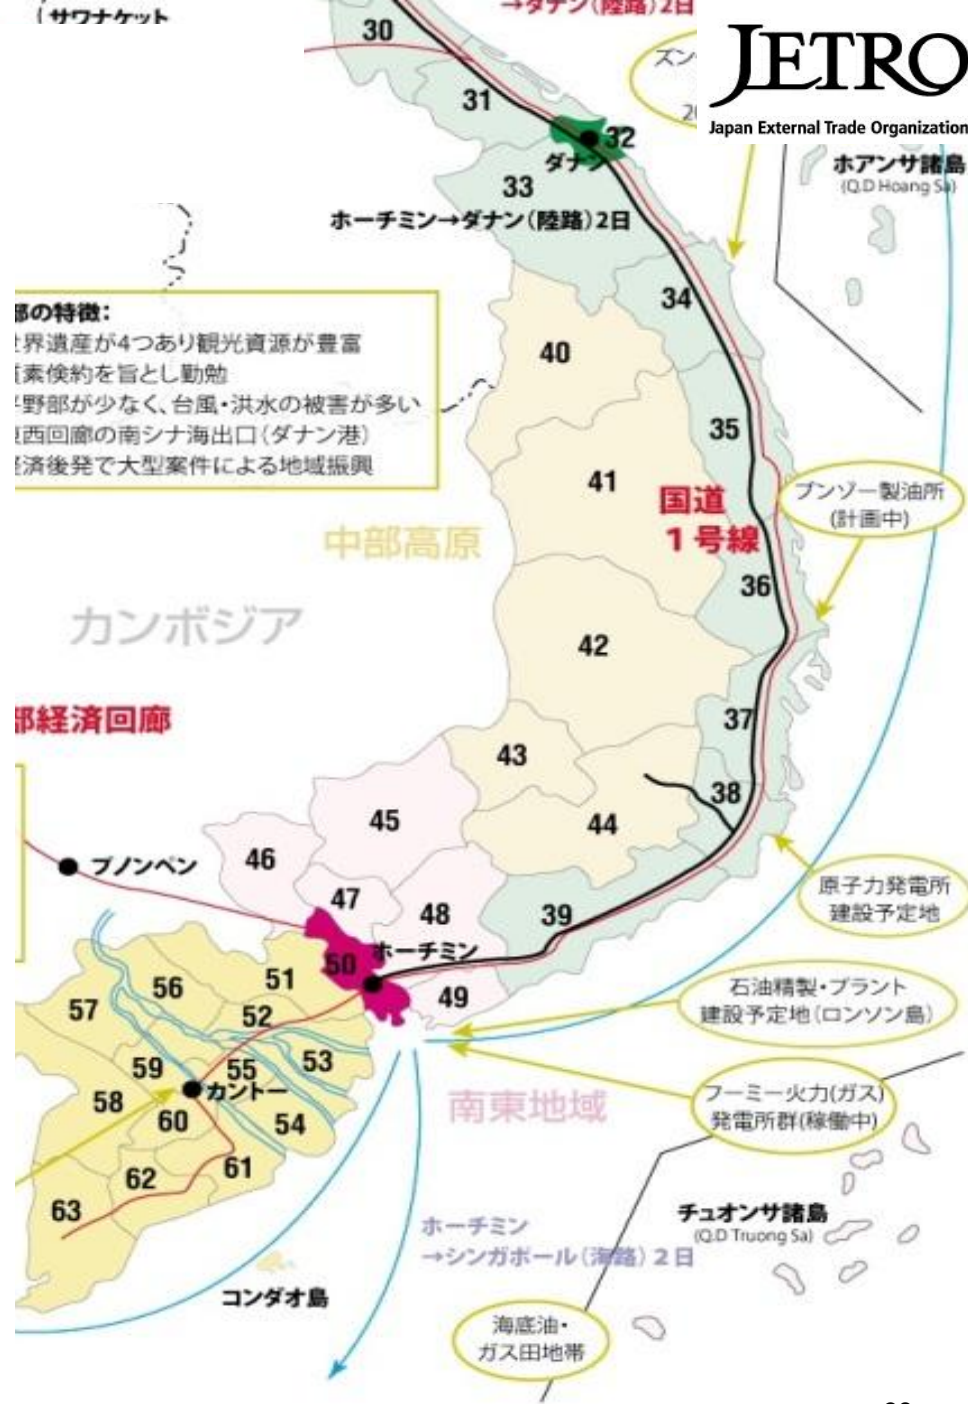 サワナケット
→ダナン(陸路)2日
JETRO
Japan External Trade Organization
30
31
32
ダナン
33
ホーチミン→ダナン(陸路)2日
ホアンサ諸島
(Q.D Hoang Sa)
34
部の特徴:
世界遺産が4つあり観光資源が豊富
質素倹約を旨とし勤勉
平野部が少なく、台風・洪水の被害が多い
東西回廊の南シナ海出口(ダナン港)
経済後発で大型案件による地域振興
40
35
41
国道
1号線
ブンゾー製油所
(計画中)
中部高原
36
カンボジア
42
部経済回廊
37
43
38
45
44
46
プノンペン
47
48
39
原子力発電所
建設予定地
ホーチミン
50
51
49
56
57
52
石油精製・プラント
建設予定地(ロンソン島)
53
59
55
カントー
58
60
54
南東地域
フーミー火力(ガス)
発電所群(稼働中)
61
62
63
チュオンサ諸島
(Q.D Truong Sa)
ホーチミン
→シンガポール(海路)2日
コンダオ島
海底油・
ガス田地帯